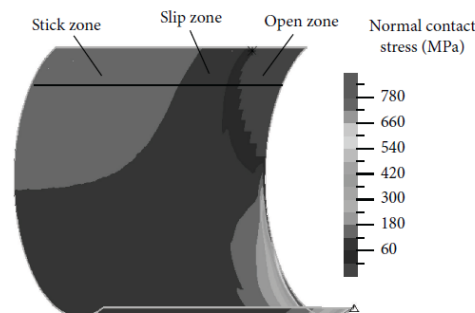 Stick zone
Slip zone
Open zone
Normal contact
stress (MPa)
780
660
540
420
300
180
60